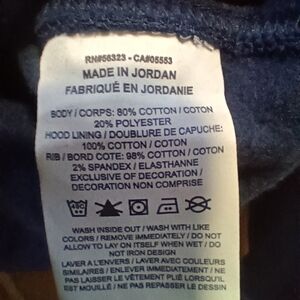 RN#56323 - CA#05553
MADE IN JORDAN
FABRIQUÉ EN JORDANIE
BODY / CORPS: 80% COTTON / COTON
20% POLYESTER
HOOD LINING / DOUBLURE DE CAPUCHE:
100% COTTON / COTON
RIB / BORD COTE: 98% COTTON / COTON
2% SPANDEX / ELASTHANNE
EXCLUSIVE OF DECORATION /
DECORATION NON COMPRISE
WASH INSIDE OUT / WASH WITH LIKE
COLORS / REMOVE IMMEDIATELY / DO NOT
ALLOW TO LAY ON ITSELF WHEN WET / DO
NOT IRON DESIGN
LAVER A L'ENVERS / LAVER AVEC COULEURS
SIMILAIRES / ENLEVER IMMEDIATEMENT / NE
PAS LAISSER LE VÊTEMENT PLIÉ LORSQU'IL
EST MOUILLÉ / NE PAS REPASSER SUR LE